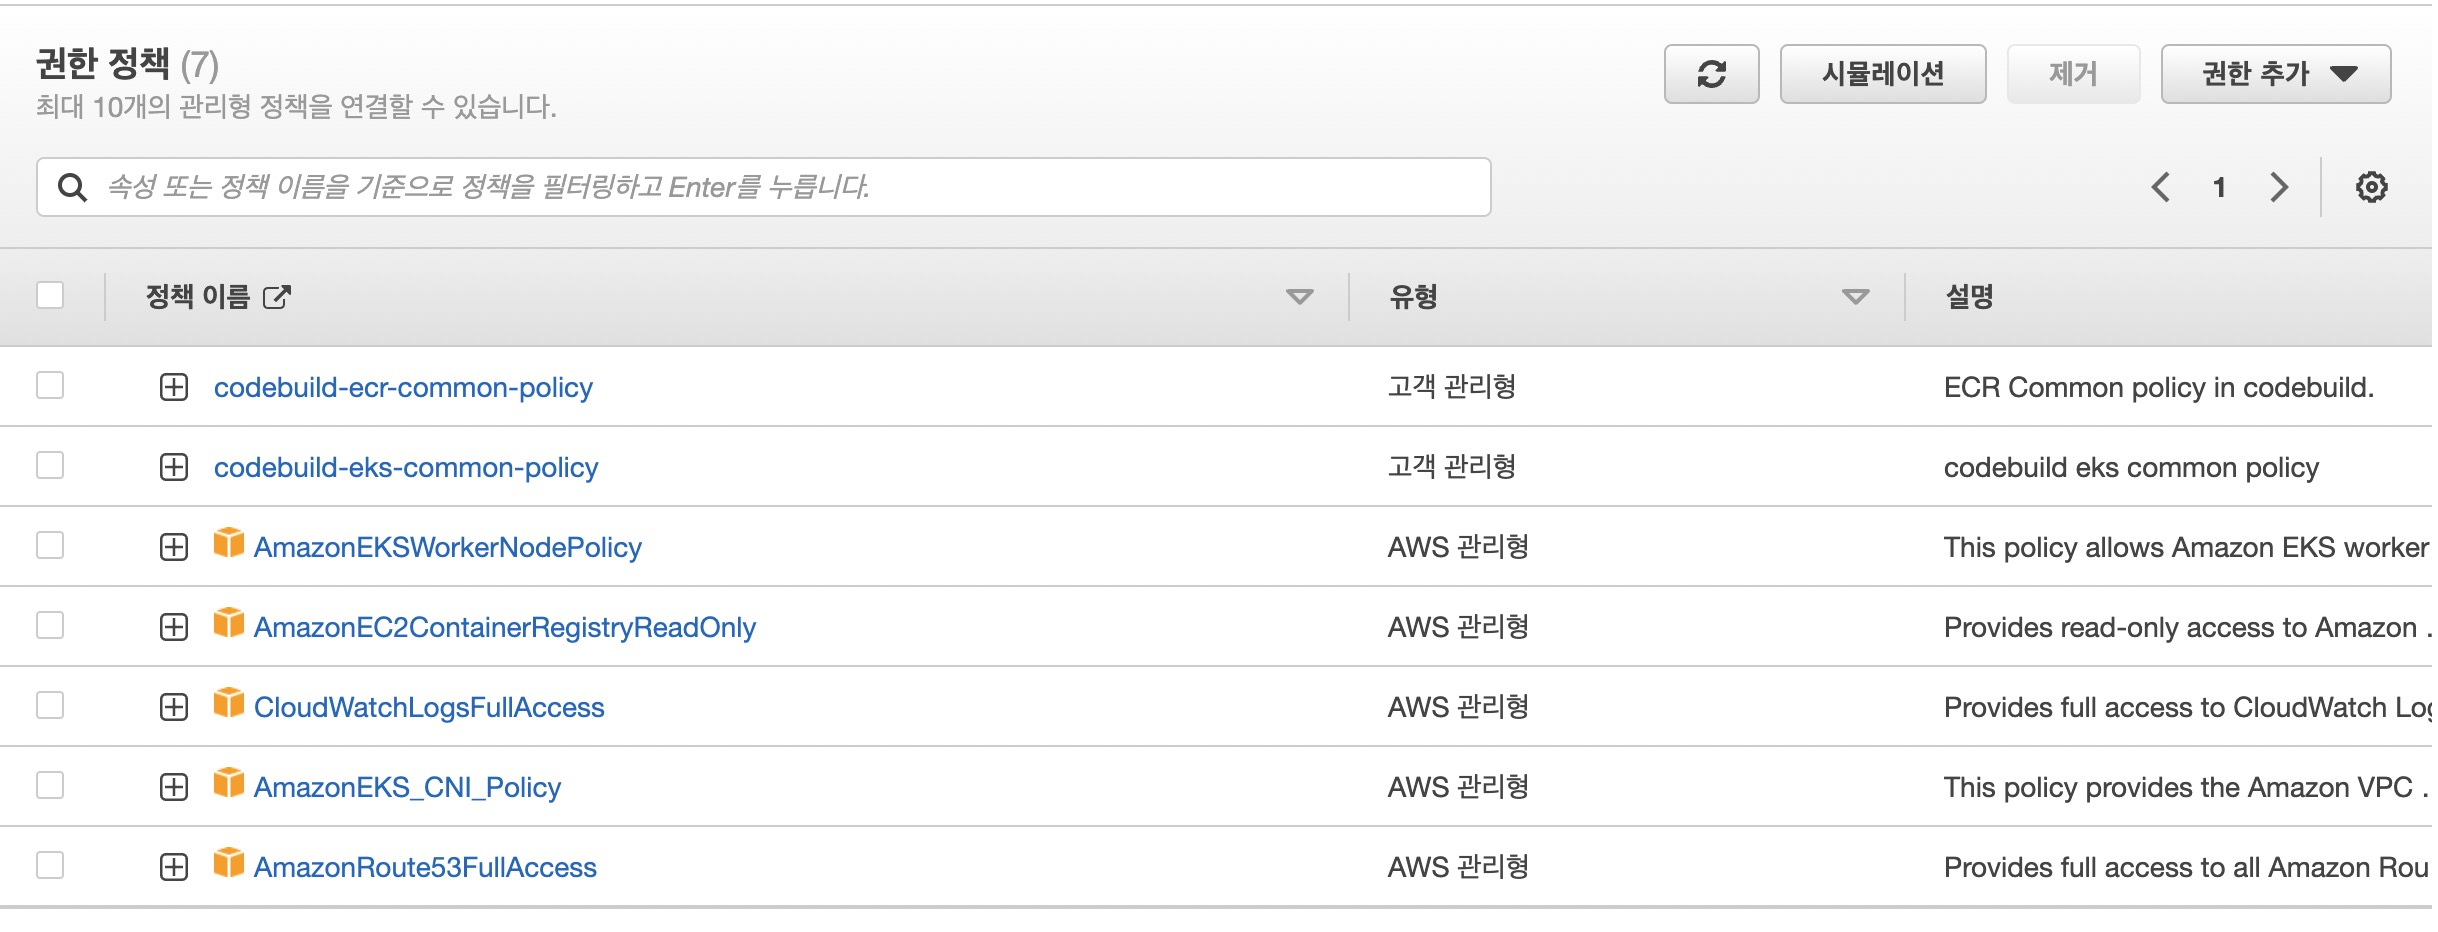 권한 정책 (7)
최대 10개의 관리형 정책을 연결할 수 있습니다.
시뮬레이션
제거
권한 추가
속성 또는 정책 이름을 기준으로 정책을 필터링하고 Enter를 누릅니다.
1
정책 이름 유형 설명
codebuild-ecr-common-policy 고객 관리형 ECR Common policy in codebuild.
codebuild-eks-common-policy 고객 관리형 codebuild eks common policy
AmazonEKSWorkerNodePolicy AWS 관리형 This policy allows Amazon EKS worker
AmazonEC2ContainerRegistryReadOnly AWS 관리형 Provides read-only access to Amazon .
CloudWatchLogsFullAccess AWS 관리형 Provides full access to CloudWatch Log
AmazonEKS_CNI_Policy AWS 관리형 This policy provides the Amazon VPC .
AmazonRoute53FullAccess AWS 관리형 Provides full access to all Amazon Rou